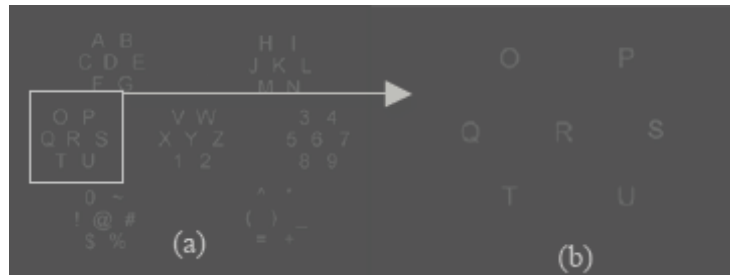 A B
C D E
F G
H I
J K L
M N
O P
Q R S
T U
V W
X Y Z
1 2
3 4
5 6 7
8 9
0 ~
! @ #
$ %
^ *
( ) _
= +
(a)
O P
Q R S
T U
(b)